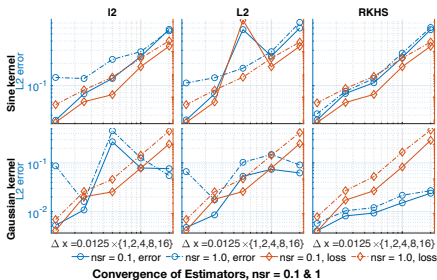 l2 L2 RKHS
Sine kernel
L2 error
10^-1
Gaussian kernel
L2 error
10^-1
10^-2
Δ x =0.0125 ×{1,2,4,8,16} Δ x =0.0125 ×{1,2,4,8,16} Δ x =0.0125 ×{1,2,4,8,16}
nsr = 0.1, error nsr = 1.0, error nsr = 0.1, loss nsr = 1.0, loss
Convergence of Estimators, nsr = 0.1 & 1